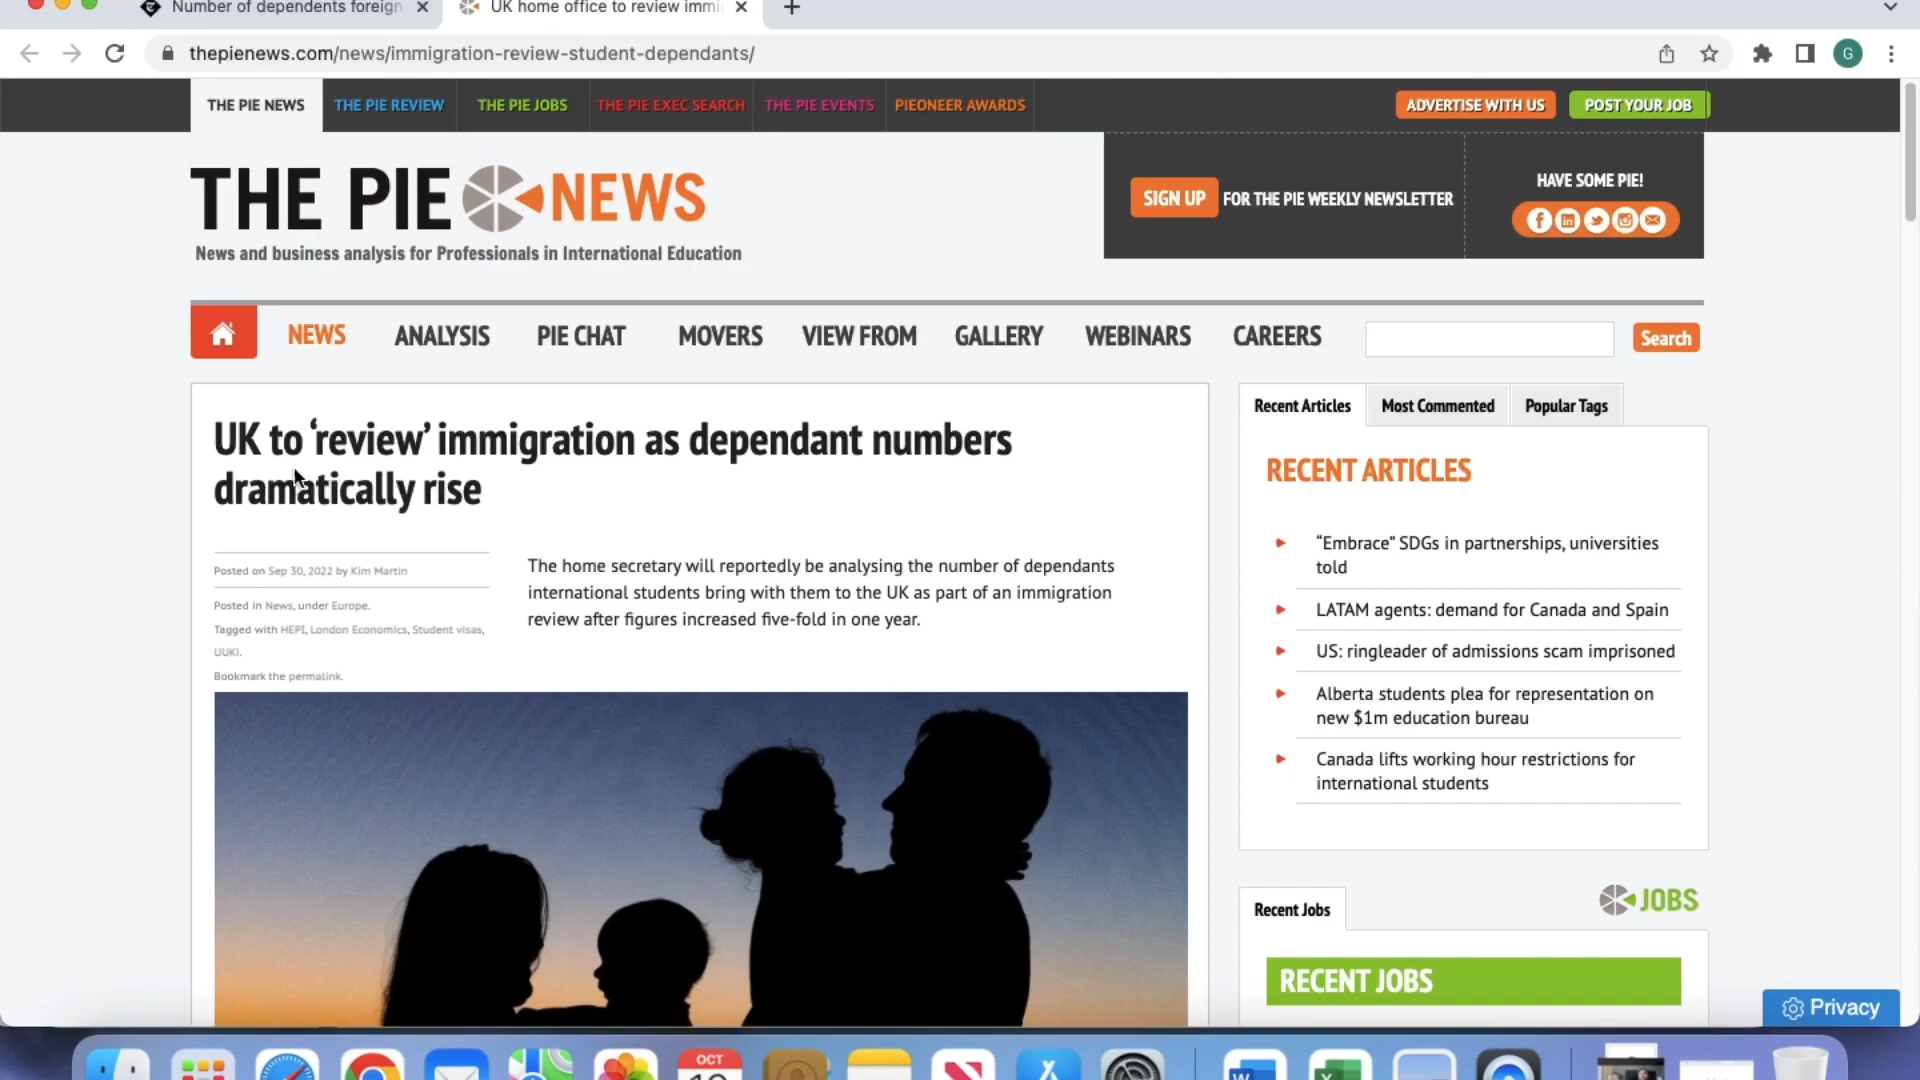 Number of dependents foreign
UK home office to review immi
thepienews.com/news/immigration-review-student-dependants/
G
THE PIE NEWS
THE PIE REVIEW
THE PIE JOBS
THE PIE EXEC SEARCH
THE PIE EVENTS
PIEONEER AWARDS
ADVERTISE WITH US
POST YOUR JOB
THE PIE NEWS
News and business analysis for Professionals in International Education
SIGN UP FOR THE PIE WEEKLY NEWSLETTER
HAVE SOME PIE!
NEWS
ANALYSIS
PIE CHAT
MOVERS
VIEW FROM
GALLERY
WEBINARS
CAREERS
Search
UK to ‘review’ immigration as dependant numbers
dramatically rise
Posted on Sep 30, 2022 by Kim Martin
Posted in News, under Europe.
Tagged with HEPI, London Economics, Student visas,
UUKi.
Bookmark the permalink.
The home secretary will reportedly be analysing the number of dependants
international students bring with them to the UK as part of an immigration
review after figures increased five-fold in one year.
Recent Articles
Most Commented
Popular Tags
RECENT ARTICLES
“Embrace” SDGs in partnerships, universities
told
LATAM agents: demand for Canada and Spain
US: ringleader of admissions scam imprisoned
Alberta students plea for representation on
new $1m education bureau
Canada lifts working hour restrictions for
international students
Recent Jobs
JOBS
RECENT JOBS
Privacy
OCT